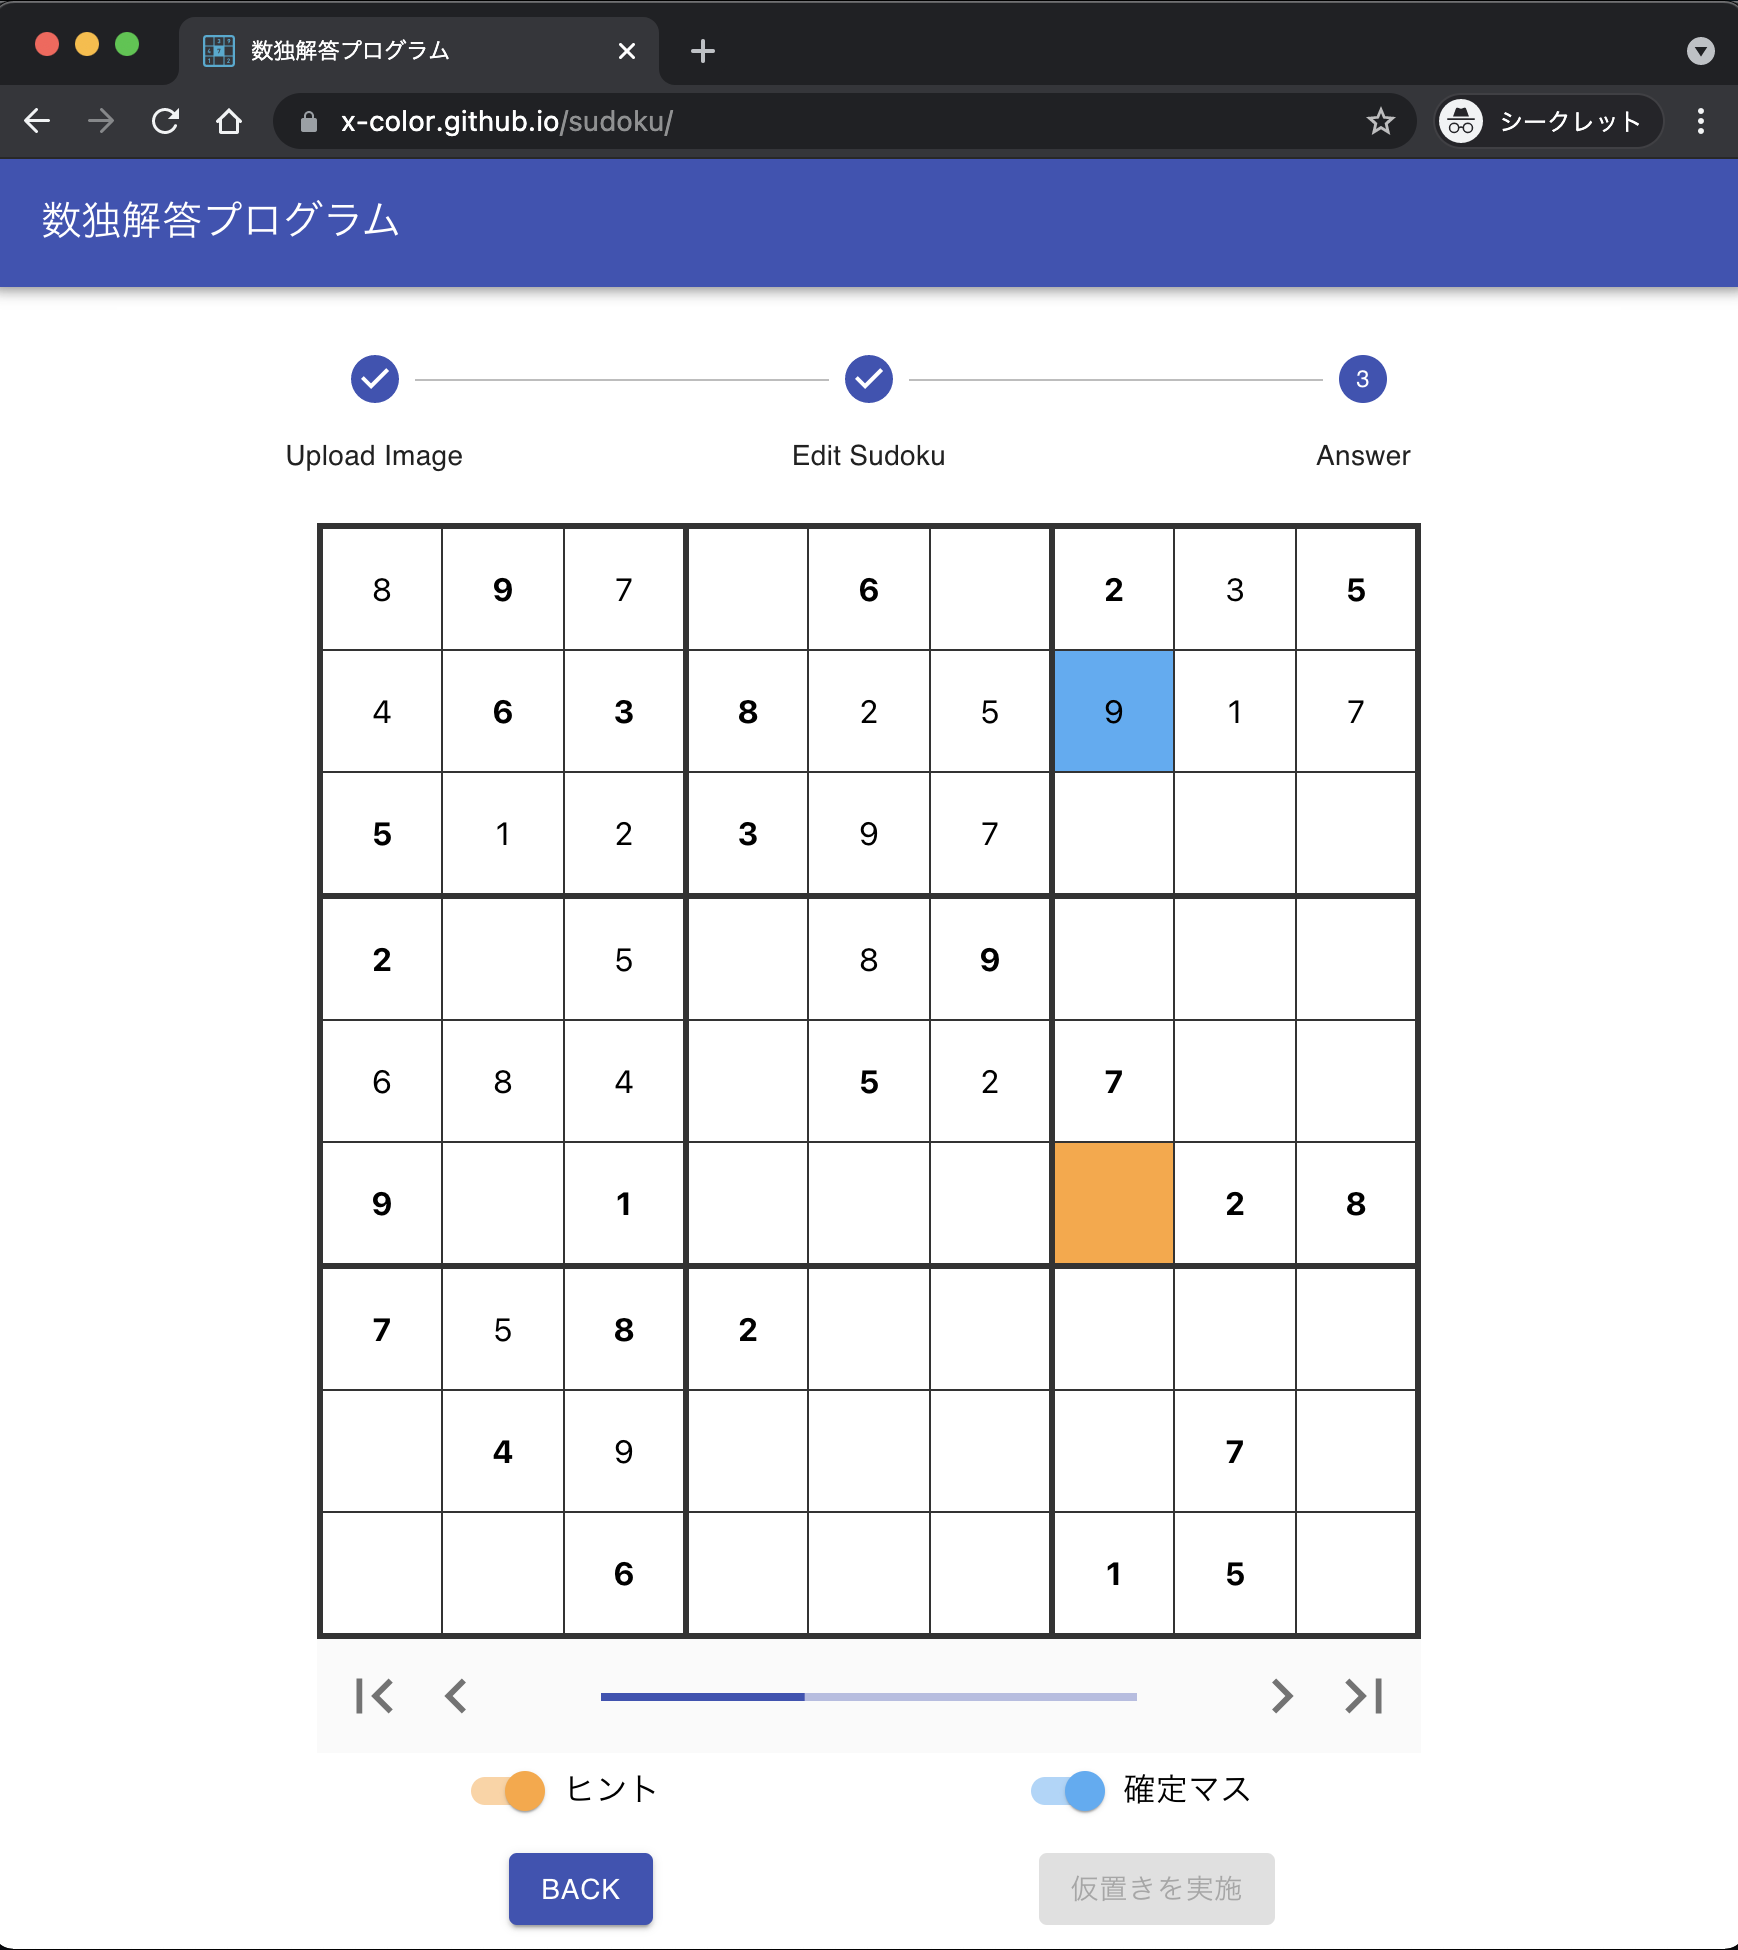 数独解答プログラム
x-color.github.io/sudoku/
シークレット
数独解答プログラム
3
Upload Image Edit Sudoku Answer
8 9 7 6 2 3 5
4 6 3 8 2 5 9 1 7
5 1 2 3 9 7
2 5 8 9
6 8 4 5 2 7
9 1 2 8
7 5 8 2
4 9 7
6 1 5
ヒント 確定マス
BACK 仮置きを実施